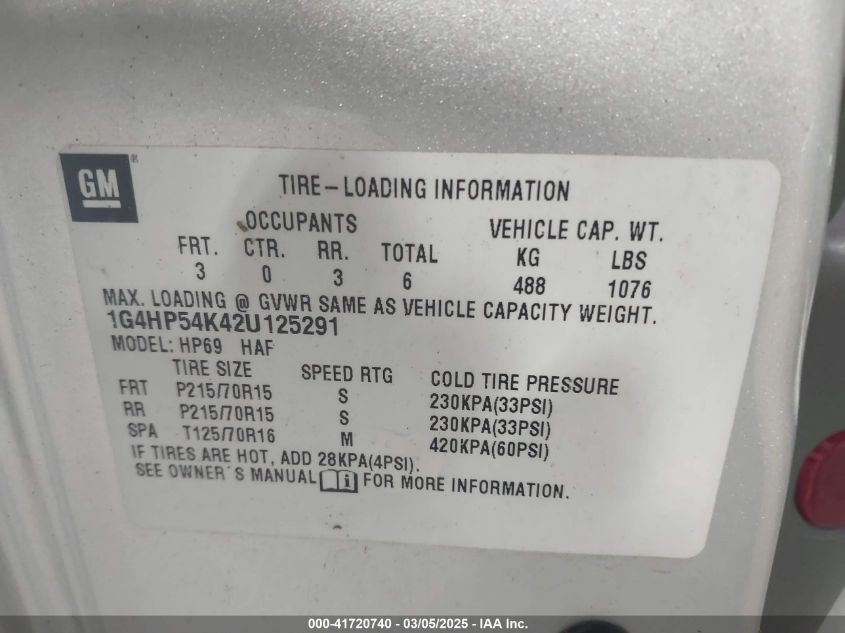 GM
TIRE-LOADING INFORMATION
OCCUPANTS VEHICLE CAP. WT.
FRT. CTR. RR. TOTAL KG LBS
3 0 3 6 488 1076
MAX. LOADING @ GVWR SAME AS VEHICLE CAPACITY WEIGHT.
1G4HP54K42U125291
MODEL: HP69 HAF
TIRE SIZE SPEED RTG COLD TIRE PRESSURE
FRT P215/70R15 S 230KPA(33PSI)
RR P215/70R15 S 230KPA(33PSI)
SPA T125/70R16 M 420KPA(60PSI)
IF TIRES ARE HOT, ADD 28KPA(4PSI).
SEE OWNER'S MANUAL i FOR MORE INFORMATION.
000-41720740 - 03/05/2025 - IAA Inc.